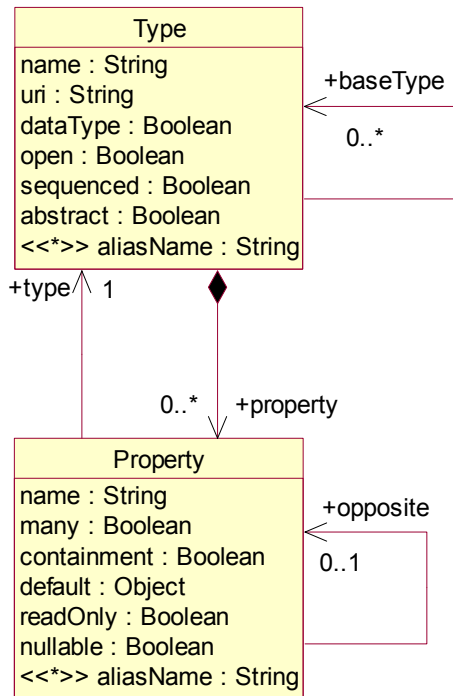 Type
name : String
uri : String
dataType : Boolean
open : Boolean
sequenced : Boolean
abstract : Boolean
<<*>> aliasName : String
+baseType
0..*
+type
1
0..*
+property
Property
name : String
many : Boolean
containment : Boolean
default : Object
readOnly : Boolean
nullable : Boolean
<<*>> aliasName : String
+opposite
0..1